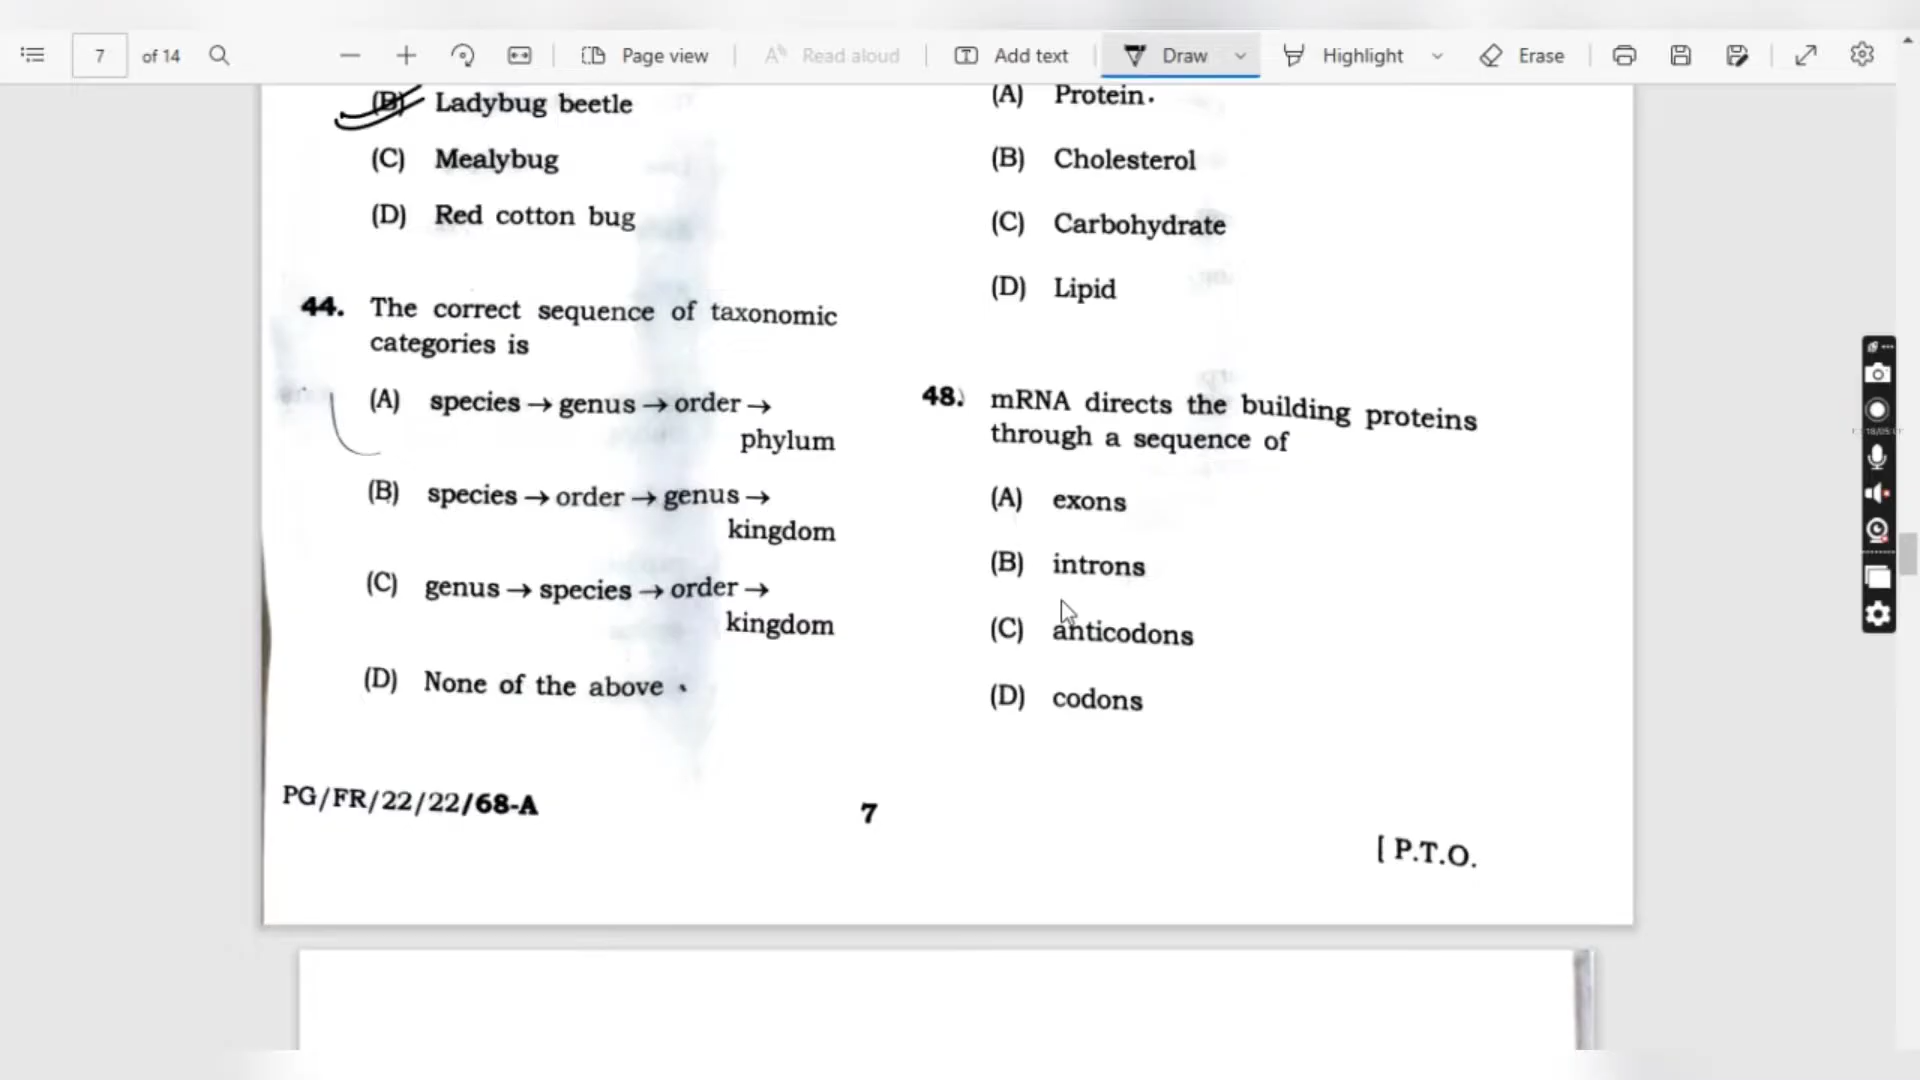 7 of 14 Page view Read aloud Add text Draw Highlight Erase
(B) Ladybug beetle
(C) Mealybug
(D) Red cotton bug
44. The correct sequence of taxonomic
categories is
(A) species → genus → order →
phylum
(B) species → order → genus →
kingdom
(C) genus → species → order →
kingdom
(D) None of the above
(A) Protein
(B) Cholesterol
(C) Carbohydrate
(D) Lipid
48. mRNA directs the building proteins
through a sequence of
(A) exons
(B) introns
(C) anticodons
(D) codons
PG/FR/22/22/68-A
7
[ P.T.O.